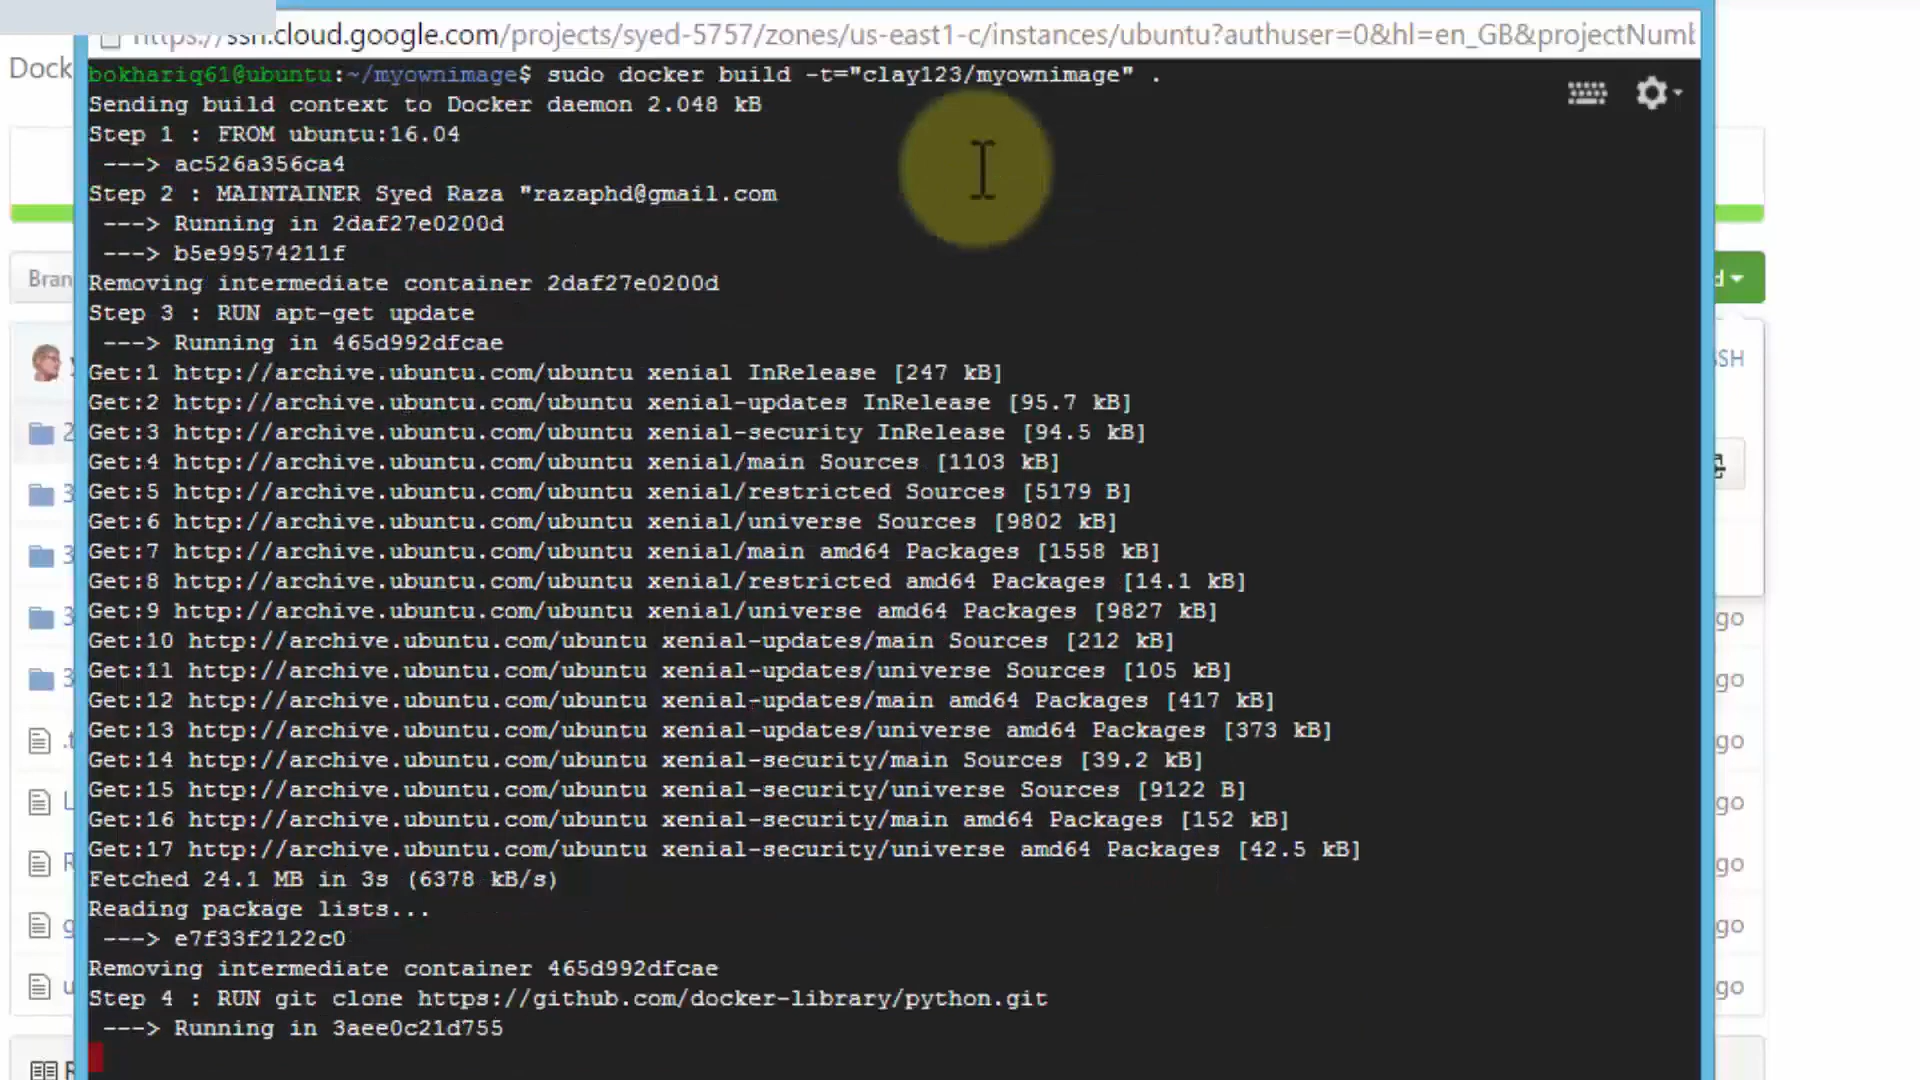 https://ssh.cloud.google.com/projects/syed-5757/zones/us-east1-c/instances/ubuntu?authuser=0&hl=en_GB&projectNumb
Dock
bokhariq61@ubuntu:~/myownimage$ sudo docker build -t="clay123/myownimage" .
Sending build context to Docker daemon 2.048 kB
Step 1 : FROM ubuntu:16.04
---> ac526a356ca4
Step 2 : MAINTAINER Syed Raza "razaphd@gmail.com
---> Running in 2daf27e0200d
---> b5e99574211f
Bran
Removing intermediate container 2daf27e0200d
d
Step 3 : RUN apt-get update
---> Running in 465d992dfcae
SSH
Get:1 http://archive.ubuntu.com/ubuntu xenial InRelease [247 kB]
Get:2 http://archive.ubuntu.com/ubuntu xenial-updates InRelease [95.7 kB]
2
Get:3 http://archive.ubuntu.com/ubuntu xenial-security InRelease [94.5 kB]
Get:4 http://archive.ubuntu.com/ubuntu xenial/main Sources [1103 kB]
3
Get:5 http://archive.ubuntu.com/ubuntu xenial/restricted Sources [5179 B]
Get:6 http://archive.ubuntu.com/ubuntu xenial/universe Sources [9802 kB]
3
Get:7 http://archive.ubuntu.com/ubuntu xenial/main amd64 Packages [1558 kB]
Get:8 http://archive.ubuntu.com/ubuntu xenial/restricted amd64 Packages [14.1 kB]
3
Get:9 http://archive.ubuntu.com/ubuntu xenial/universe amd64 Packages [9827 kB]
go
Get:10 http://archive.ubuntu.com/ubuntu xenial-updates/main Sources [212 kB]
3
Get:11 http://archive.ubuntu.com/ubuntu xenial-updates/universe Sources [105 kB]
go
Get:12 http://archive.ubuntu.com/ubuntu xenial-updates/main amd64 Packages [417 kB]
Get:13 http://archive.ubuntu.com/ubuntu xenial-updates/universe amd64 Packages [373 kB]
go
.t
Get:14 http://archive.ubuntu.com/ubuntu xenial-security/main Sources [39.2 kB]
Get:15 http://archive.ubuntu.com/ubuntu xenial-security/universe Sources [9122 B]
go
L
Get:16 http://archive.ubuntu.com/ubuntu xenial-security/main amd64 Packages [152 kB]
Get:17 http://archive.ubuntu.com/ubuntu xenial-security/universe amd64 Packages [42.5 kB]
go
R
Fetched 24.1 MB in 3s (6378 kB/s)
Reading package lists...
go
g
---> e7f33f2122c0
Removing intermediate container 465d992dfcae
go
u
Step 4 : RUN git clone https://github.com/docker-library/python.git
---> Running in 3aee0c21d755
R